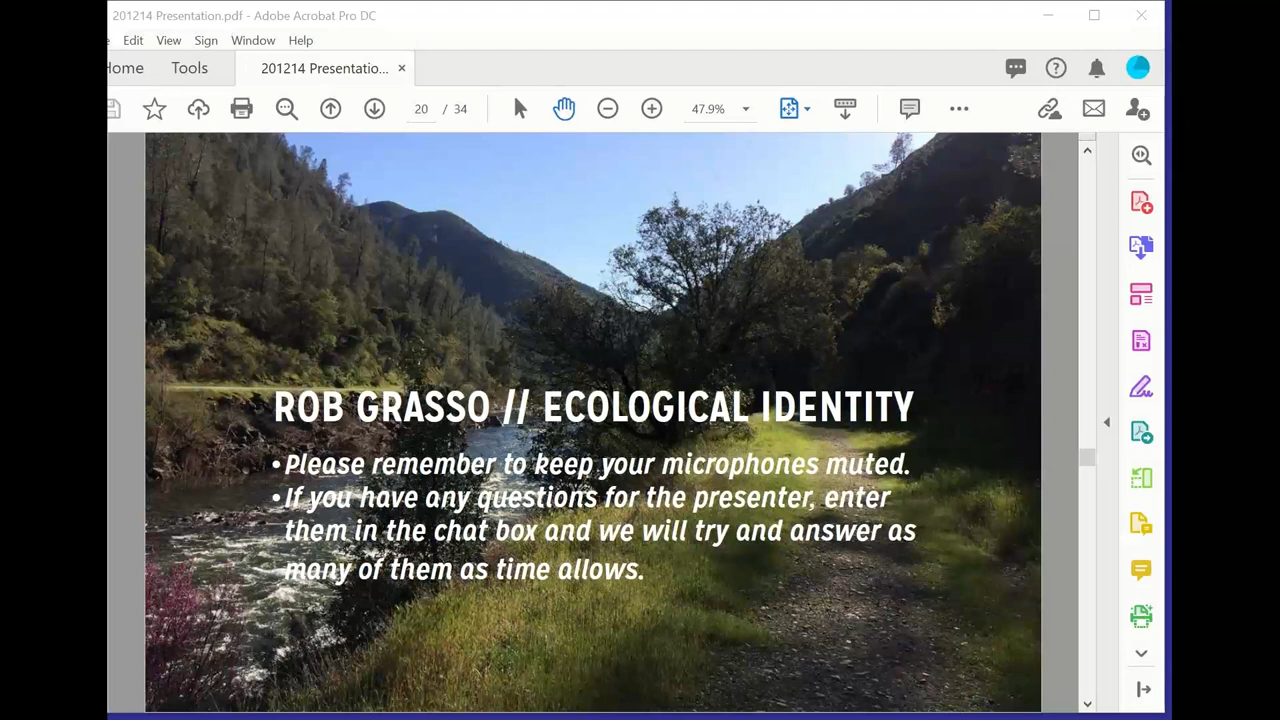 201214 Presentation.pdf - Adobe Acrobat Pro DC
Edit View Sign Window Help
Home Tools 201214 Presentatio... ×
20 / 34 47.9%
ROB GRASSO // ECOLOGICAL IDENTITY
•Please remember to keep your microphones muted.
•If you have any questions for the presenter, enter
them in the chat box and we will try and answer as
many of them as time allows.